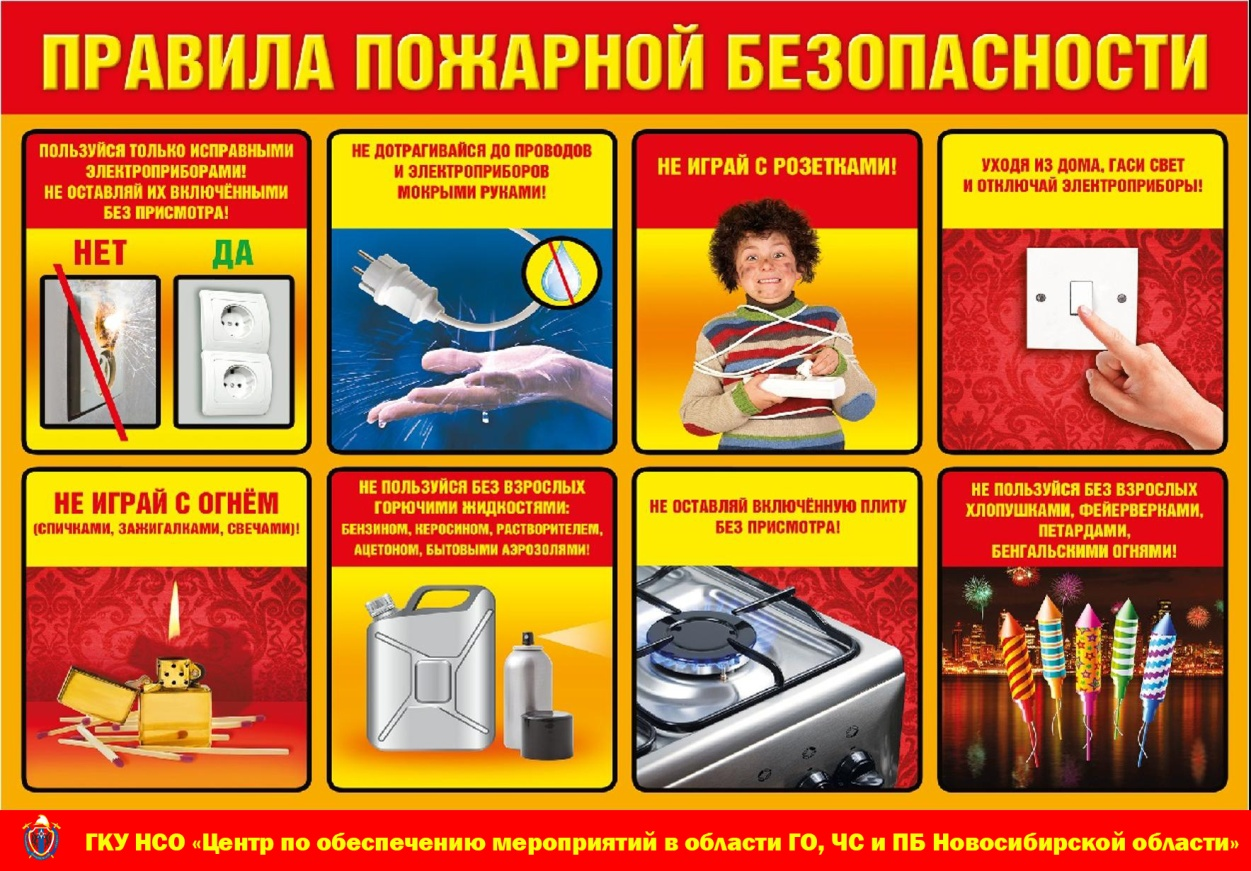 ПРАВИЛА ПОЖАРНОЙ БЕЗОПАСНОСТИ
ПОЛЬЗУЙСЯ ТОЛЬКО ИСПРАВНЫМИ
ЭЛЕКТРОПРИБОРАМИ!
НЕ ОСТАВЛЯЙ ИХ ВКЛЮЧЁННЫМИ
БЕЗ ПРИСМОТРА!
НЕТ
ДА
НЕ ДОТРАГИВАЙСЯ ДО ПРОВОДОВ
И ЭЛЕКТРОПРИБОРОВ
МОКРЫМИ РУКАМИ!
НЕ ИГРАЙ С РОЗЕТКАМИ!
УХОДЯ ИЗ ДОМА, ГАСИ СВЕТ
И ОТКЛЮЧАЙ ЭЛЕКТРОПРИБОРЫ!
НЕ ИГРАЙ С ОГНЁМ
(СПИЧКАМИ, ЗАЖИГАЛКАМИ, СВЕЧАМИ)!
НЕ ПОЛЬЗУЙСЯ БЕЗ ВЗРОСЛЫХ
ГОРЮЧИМИ ЖИДКОСТЯМИ:
БЕНЗИНОМ, КЕРОСИНОМ, РАСТВОРИТЕЛЕМ,
АЦЕТОНОМ, БЫТОВЫМИ АЭРОЗОЛЯМИ!
НЕ ОСТАВЛЯЙ ВКЛЮЧЁННУЮ ПЛИТУ
БЕЗ ПРИСМОТРА!
НЕ ПОЛЬЗУЙСЯ БЕЗ ВЗРОСЛЫХ
ХЛОПУШКАМИ, ФЕЙЕРВЕРКАМИ,
ПЕТАРДАМИ,
БЕНГАЛЬСКИМИ ОГНЯМИ!
ГКУ НСО «Центр по обеспечению мероприятий в области ГО, ЧС и ПБ Новосибирской области»